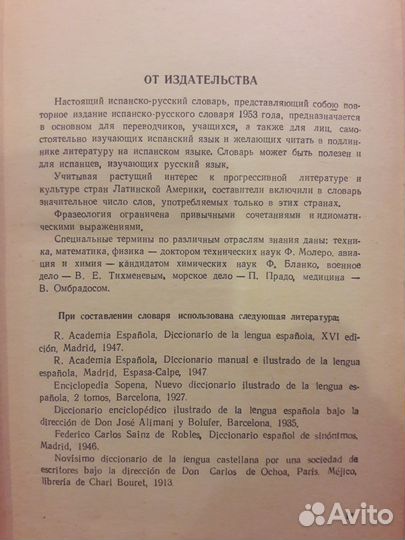 ОТ ИЗДАТЕЛЬСТВА
Настоящий испанско-русский словарь, представляющий собою пов-
торное издание испанско-русского словаря 1953 года, предназначается
в основном для переводчиков, учащихся, а также для лиц, само-
стоятельно изучающих испанский язык и желающих читать в подлин-
нике литературу на испанском языке. Словарь может быть полезен и
для испанцев, изучающих русский язык.
Учитывая растущий интерес к прогрессивной литературе и
культуре стран Латинской Америки, составители включили в словарь
значительное число слов, употребляемых только в этих странах.
Фразеология ограничена привычными сочетаниями и идиома-
тическими выражениями.
Специальные термины по различным отраслям знания даны: техни-
ка, математика, физика — доктором технических наук Ф. Молеро, авиа-
ция и химия — кандидатом химических наук Ф. Бланко, военное
дело — В. Е. Тихменевым, морское дело — П. Прадо, медицина —
В. Омбрадосом.
При составлении словаря использована следующая литература:
R. Academia Española, Diccionario de la lengua española, XVI edi-
ción, Madrid, 1947.
R. Academia Española, Diccionario manual e ilustrado de la lengua
española, Madrid, Espasa-Calpe, 1947
Enciclopedia Sopena, Nuevo diccionario ilustrado de la lengua es-
pañola, 2 tomos, Barcelona, 1927.
Diccionario enciclopédico ilustrado de la lengua española bajo la
dirección de Don José Alimani y Bolufer, Barcelona, 1935.
Federico Carlos Sainz de Robles, Diccionario español de sinónimos,
Madrid, 1946.
Novísimo diccionario de la lengua castellana por una sociedad de
escritores bajo la dirección de Don Carlos de Ochoa, París, Méjico,
librería de Charl Bouret, 1913.
Avito